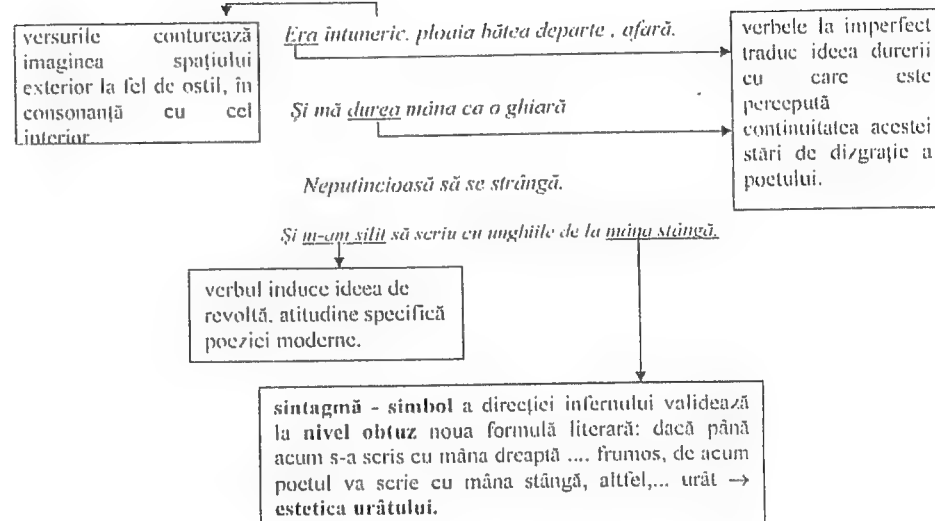 versurile conturează
imaginea spațiului
exterior la fel de ostil, în
consonanță cu cel
interior.
Era întuneric. ploaia bătea departe , afară.
Și mă durea mâna ca o ghiară
Neputincioasă să se strângă.
Și m-am silit să scriu cu unghiile de la mâna stângă.
verbele la imperfect
traduc ideea durerii
cu care este
percepută
continuitatea acestei
stări de dizgrație a
poetului.
verbul induce ideea de
revoltă, atitudine specifică
poeziei moderne.
sintagmă - simbol a direcției infernului validează
la nivel obtuz noua formulă literară: dacă până
acum s-a scris cu mâna dreaptă .... frumos, de acum
poetul va scrie cu mâna stângă, altfel,... urât →
estetica urâtului.